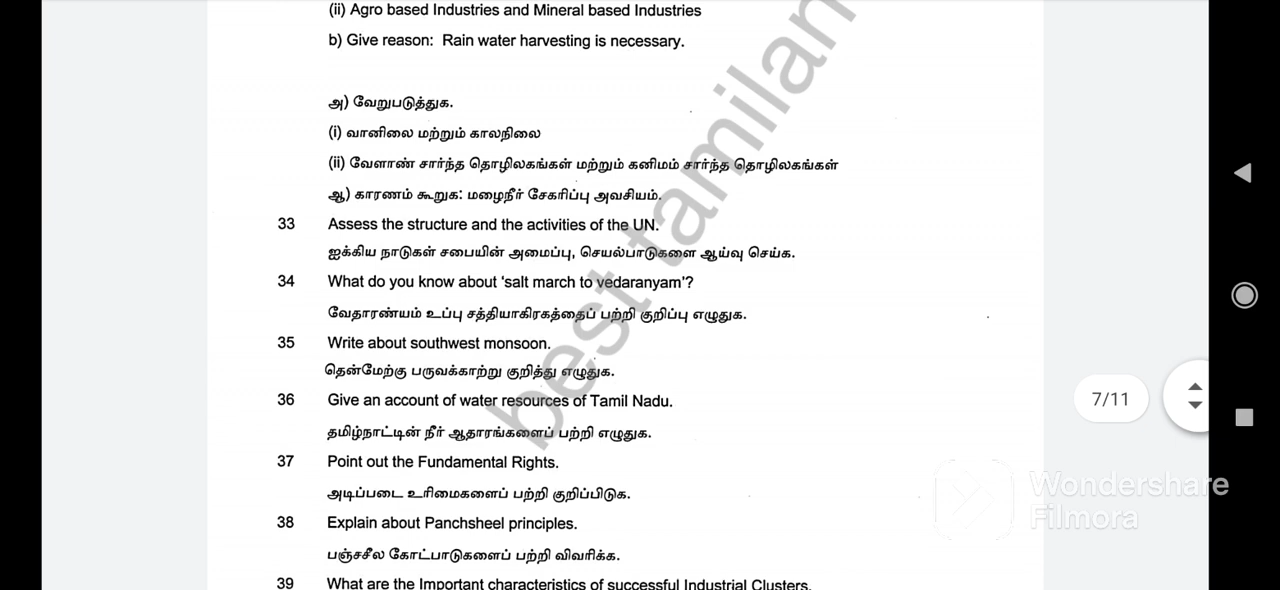 (ii) Agro based Industries and Mineral based Industries
b) Give reason: Rain water harvesting is necessary.
அ) வேறுபடுத்துக.
(i) வானிலை மற்றும் காலநிலை
(ii) வேளாண் சார்ந்த தொழிலகங்கள் மற்றும் கனிமம் சார்ந்த தொழிலகங்கள்
ஆ) காரணம் கூறுக: மழைநீர் சேகரிப்பு அவசியம்.
33 Assess the structure and the activities of the UN.
ஐக்கிய நாடுகள் சபையின் அமைப்பு, செயல்பாடுகளை ஆய்வு செய்க.
34 What do you know about ‘salt march to vedaranyam’?
வேதாரண்யம் உப்பு சத்தியாகிரகத்தைப் பற்றி குறிப்பு எழுதுக.
35 Write about southwest monsoon.
தென்மேற்கு பருவக்காற்று குறித்து எழுதுக.
36 Give an account of water resources of Tamil Nadu.
தமிழ்நாட்டின் நீர் ஆதாரங்களைப் பற்றி எழுதுக.
37 Point out the Fundamental Rights.
அடிப்படை உரிமைகளைப் பற்றி குறிப்பிடுக.
38 Explain about Panchsheel principles.
பஞ்சசீல கோட்பாடுகளைப் பற்றி விவரிக்க.
39 What are the Important characteristics of successful Industrial Clusters.
best tamilan
7/11
Wondershare
Filmora